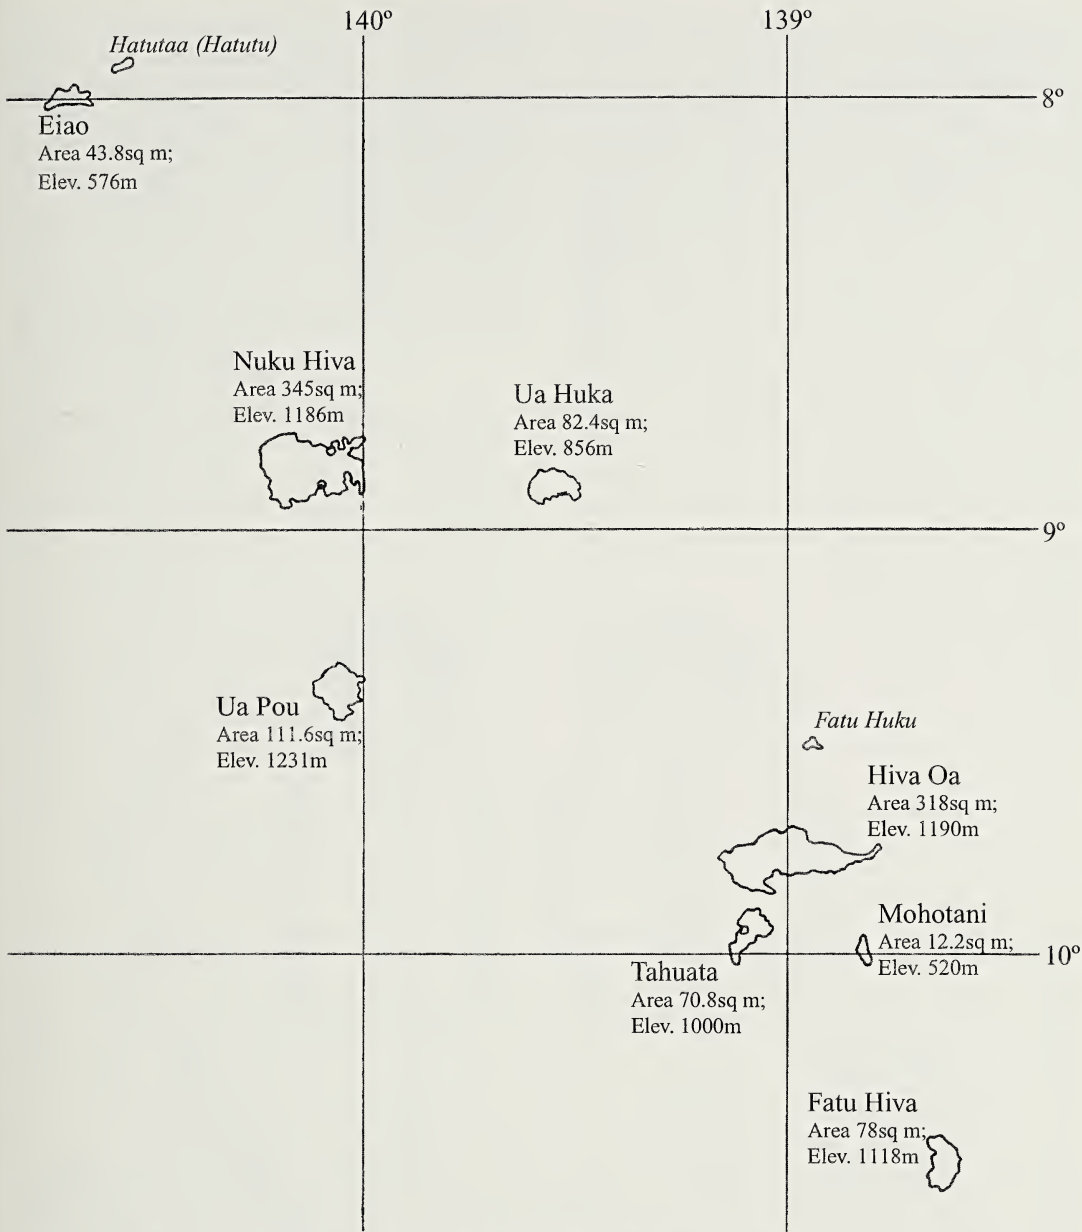 140º
139º
Hatutaa (Hatutu)
8º
Eiao
Area 43.8sq m;
Elev. 576m
Nuku Hiva
Area 345sq m;
Elev. 1186m
Ua Huka
Area 82.4sq m;
Elev. 856m
9º
Ua Pou
Area 111.6sq m;
Elev. 1231m
Fatu Huku
Hiva Oa
Area 318sq m;
Elev. 1190m
Mohotani
Area 12.2sq m;
Elev. 520m
10º
Tahuata
Area 70.8sq m;
Elev. 1000m
Fatu Hiva
Area 78sq m;
Elev. 1118m